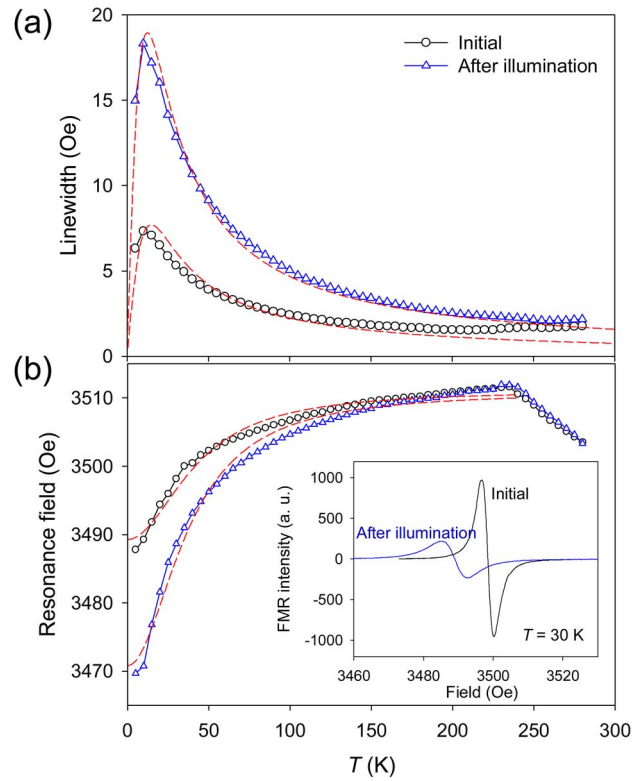 (a)
20
15
10
5
0
Linewidth (Oe)
Initial
After illumination
(b)
3510
3500
3490
3480
3470
Resonance field (Oe)
1000
500
0
-500
-1000
FMR intensity (a. u.)
Initial
After illumination
T = 30 K
3460 3480 3500 3520
Field (Oe)
0 50 100 150 200 250 300
T (K)